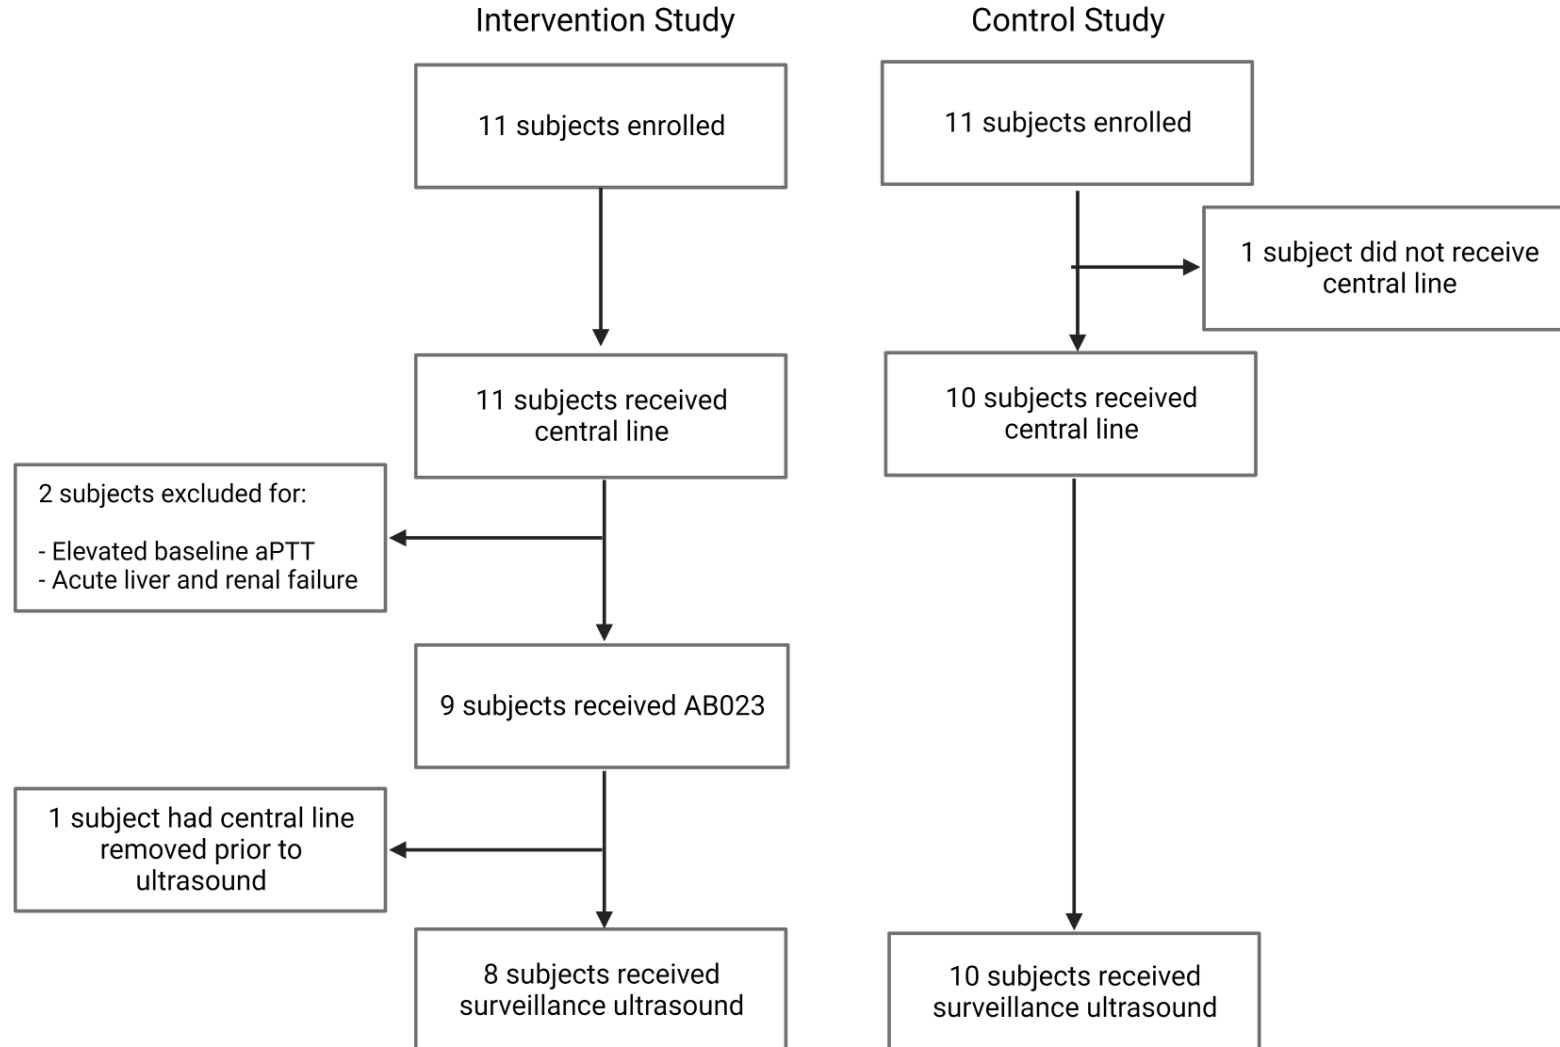 Intervention Study
Control Study
11 subjects enrolled
11 subjects enrolled
1 subject did not receive
central line
11 subjects received
central line
10 subjects received
central line
2 subjects excluded for:
- Elevated baseline aPTT
- Acute liver and renal failure
9 subjects received AB023
1 subject had central line
removed prior to
ultrasound
8 subjects received
surveillance ultrasound
10 subjects received
surveillance ultrasound